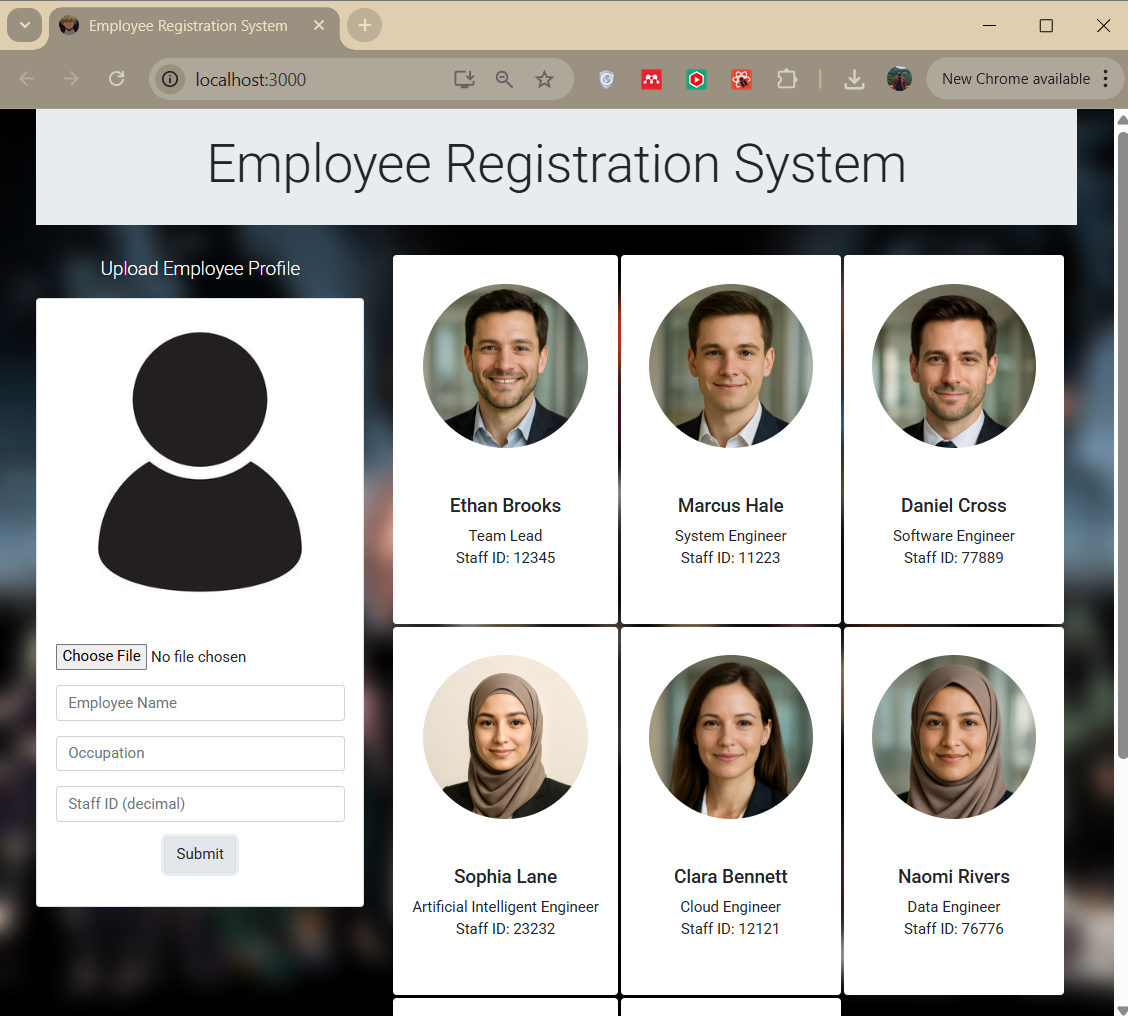 Employee Registration System
localhost:3000
New Chrome available
Employee Registration System
Upload Employee Profile
Choose File No file chosen
Employee Name
Occupation
Staff ID (decimal)
Submit
Ethan Brooks
Team Lead
Staff ID: 12345
Marcus Hale
System Engineer
Staff ID: 11223
Daniel Cross
Software Engineer
Staff ID: 77889
Sophia Lane
Artificial Intelligent Engineer
Staff ID: 23232
Clara Bennett
Cloud Engineer
Staff ID: 12121
Naomi Rivers
Data Engineer
Staff ID: 76776